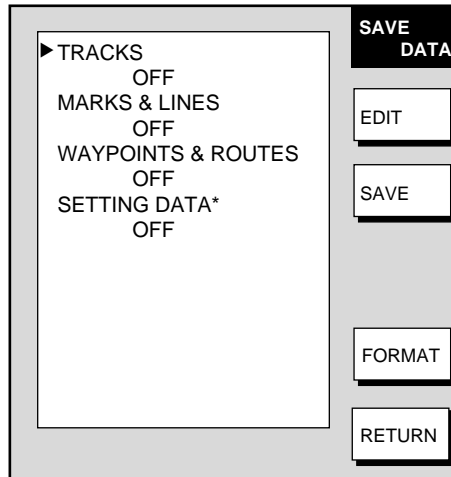 SAVE
DATA
▶TRACKS
OFF
MARKS & LINES
OFF
WAYPOINTS & ROUTES
OFF
SETTING DATA*
OFF
EDIT
SAVE
FORMAT
RETURN